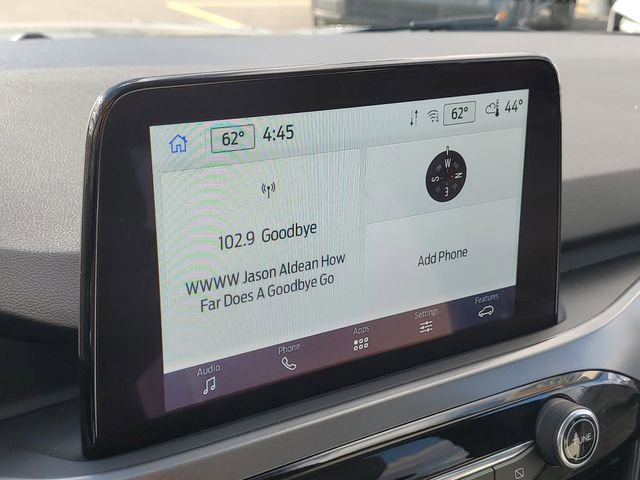 62° 4:45 62° 44°
102.9 Goodbye
WWWW Jason Aldean How
Far Does A Goodbye Go
W
S N
E
Add Phone
Audio Phone Apps Settings Features